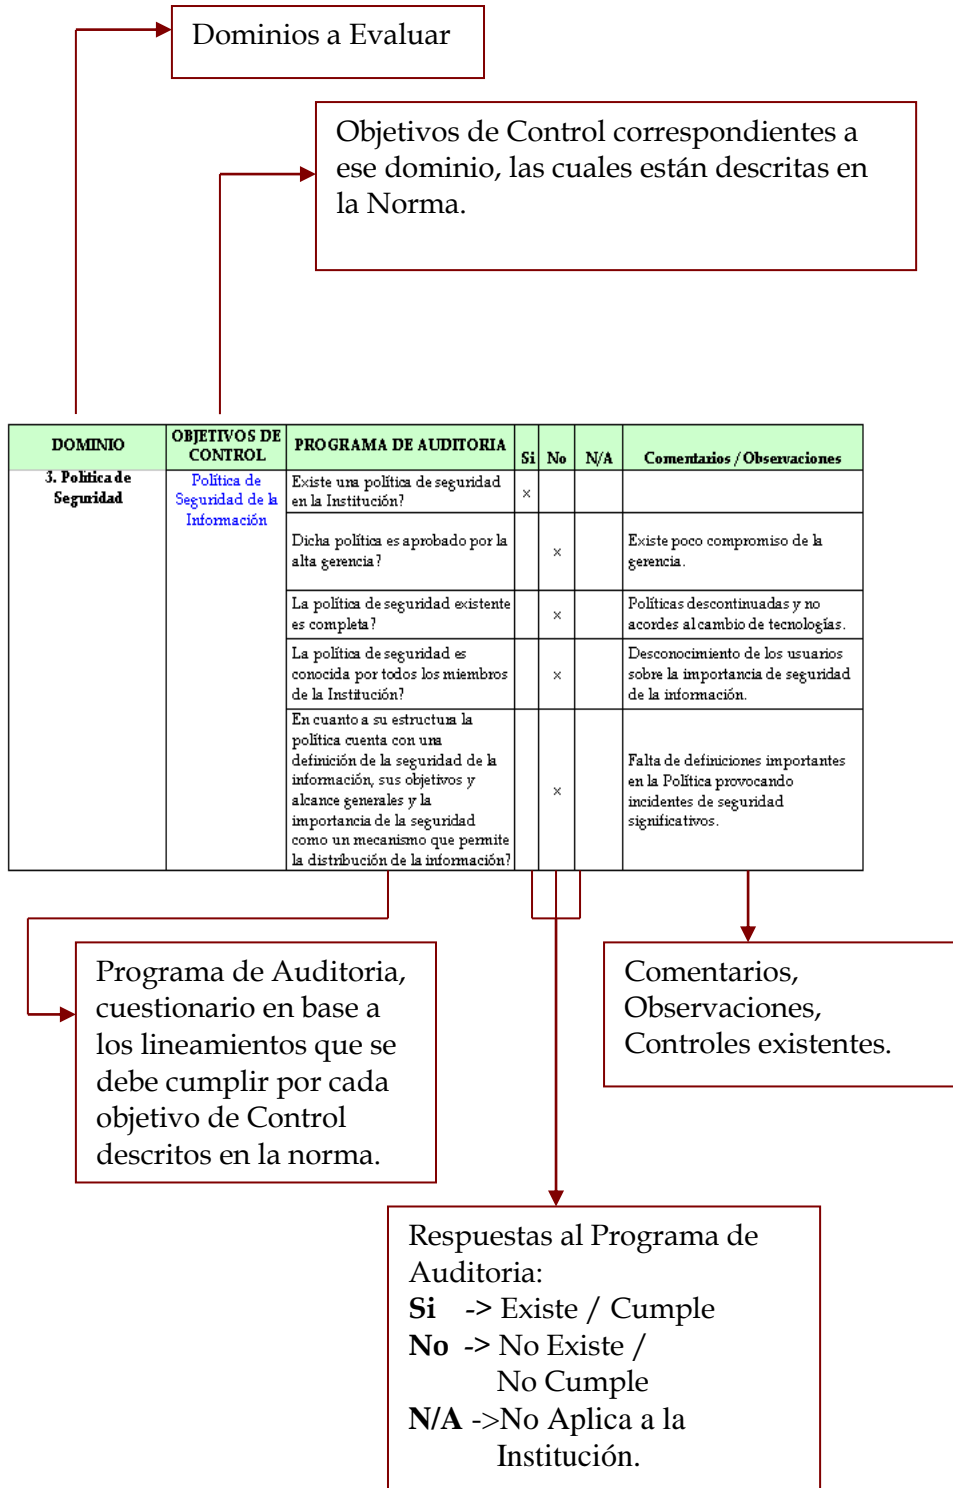 Dominios a Evaluar
Objetivos de Control correspondientes a
ese dominio, las cuales están descritas en
la Norma.
DOMINIO
OBJETIVOS DE
CONTROL
PROGRAMA DE AUDITORIA
Si
No
N/A
Comentarios / Observaciones
3. Política de
Seguridad
Política de
Seguridad de la
Información
Existe una política de seguridad
en la Institución?
x
Dicha política es aprobado por la
alta gerencia?
x
Existe poco compromiso de la
gerencia.
La política de seguridad existente
es completa?
x
Políticas descontinuadas y no
acordes al cambio de tecnologías.
La política de seguridad es
conocida por todos los miembros
de la Institución?
x
Desconocimiento de los usuarios
sobre la importancia de seguridad
de la información.
En cuanto a su estructura la
política cuenta con una
definición de la seguridad de la
información, sus objetivos y
alcance generales y la
importancia de la seguridad
como un mecanismo que permite
la distribución de la información?
x
Falta de definiciones importantes
en la Política provocando
incidentes de seguridad
significativos.
Programa de Auditoria,
cuestionario en base a
los lineamientos que se
debe cumplir por cada
objetivo de Control
descritos en la norma.
Comentarios,
Observaciones,
Controles existentes.
Respuestas al Programa de
Auditoria:
Si -> Existe / Cumple
No -> No Existe /
No Cumple
N/A ->No Aplica a la
Institución.